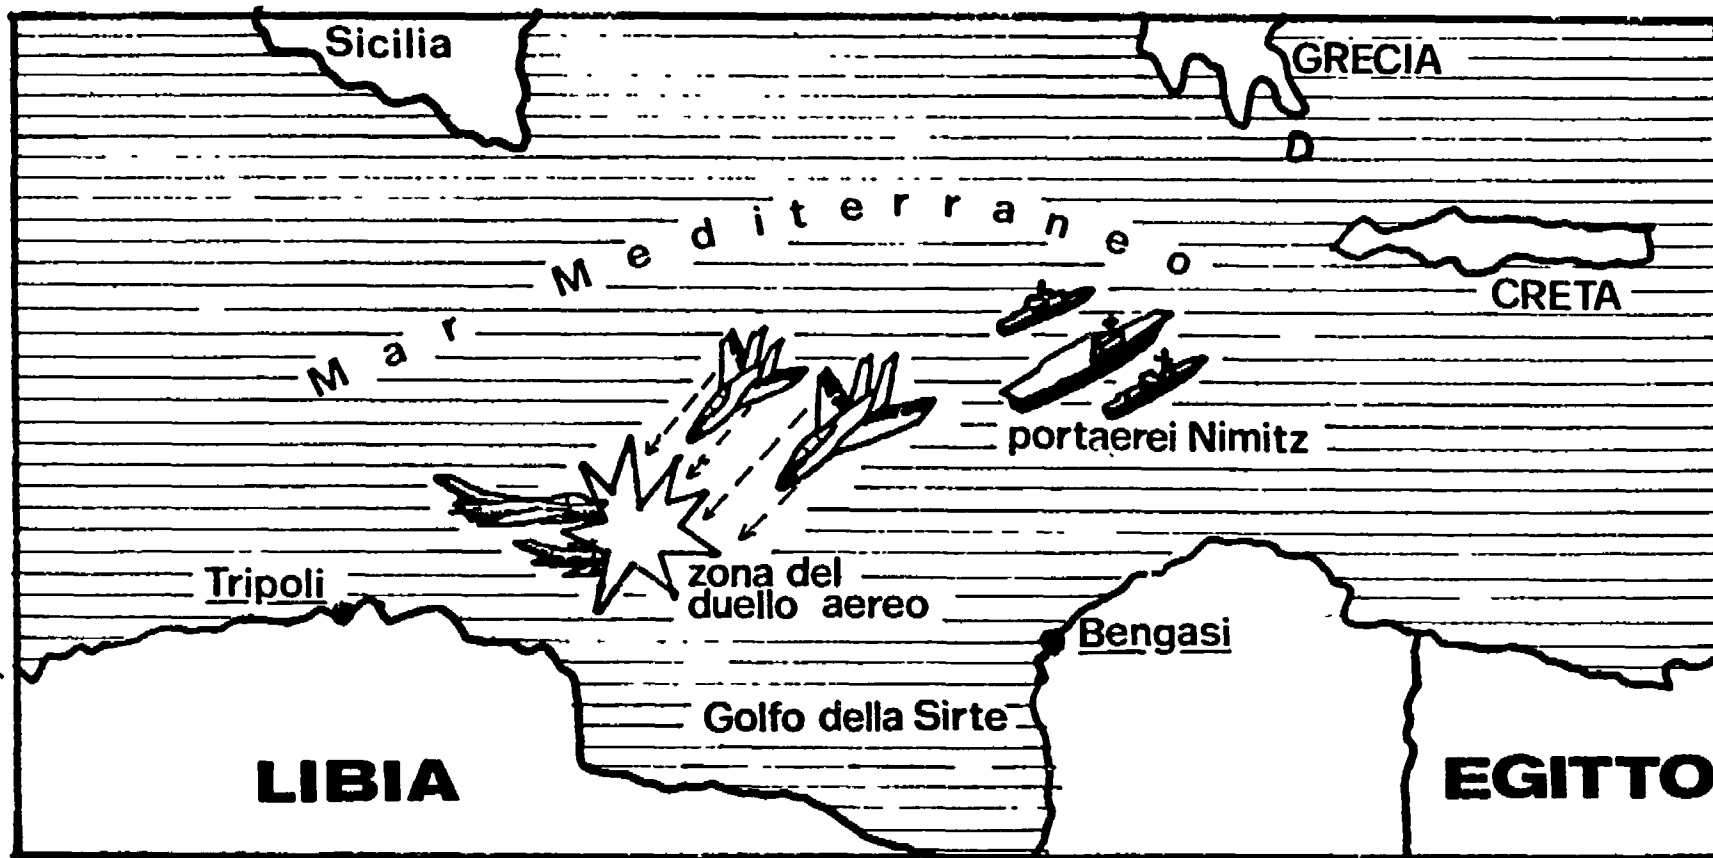 Sicilia
GRECIA
Mar Mediterraneo
CRETA
portaerei Nimitz
zona del
duello aereo
Tripoli
Bengasi
Golfo della Sirte
LIBIA
EGITTO